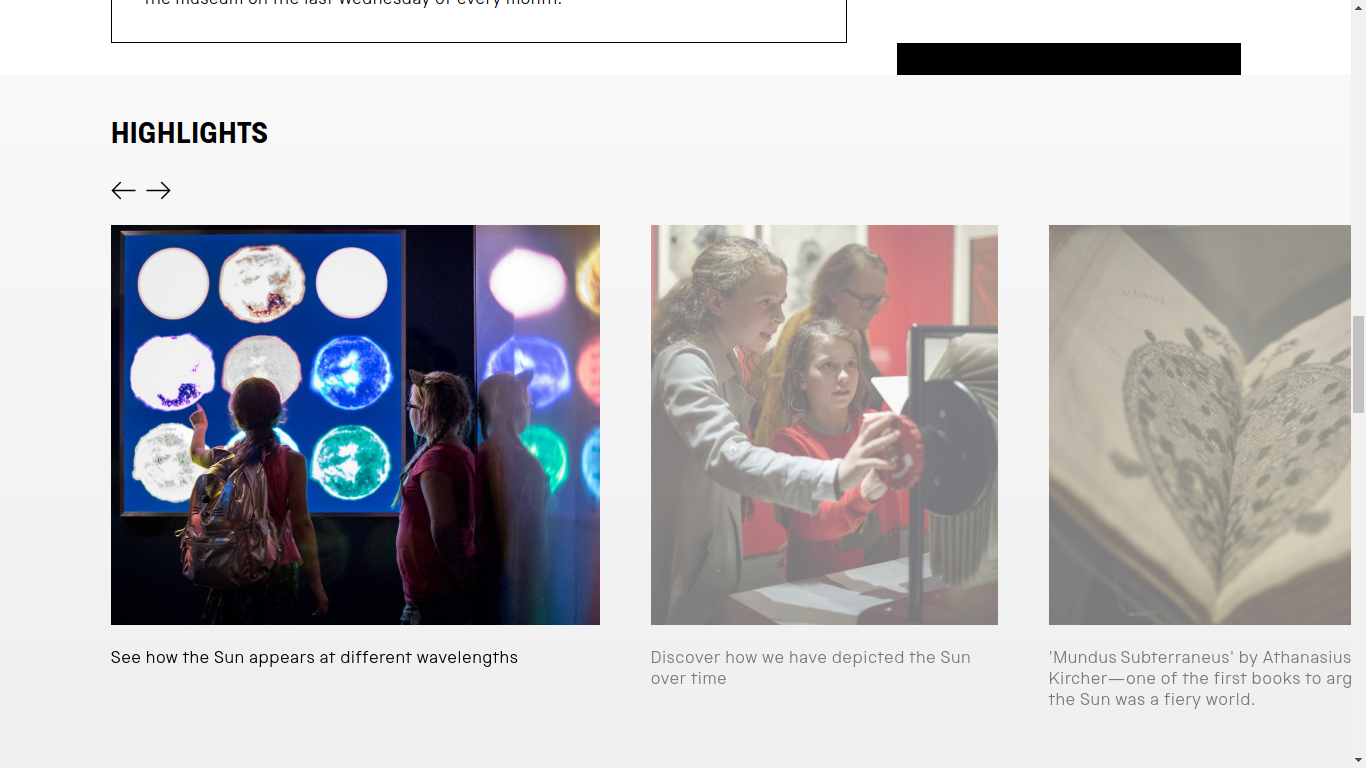 The museum on the last Wednesday of every month.
HIGHLIGHTS
See how the Sun appears at different wavelengths
Discover how we have depicted the Sun
over time
'Mundus Subterraneus' by Athanasius
Kircher—one of the first books to arg
the Sun was a fiery world.